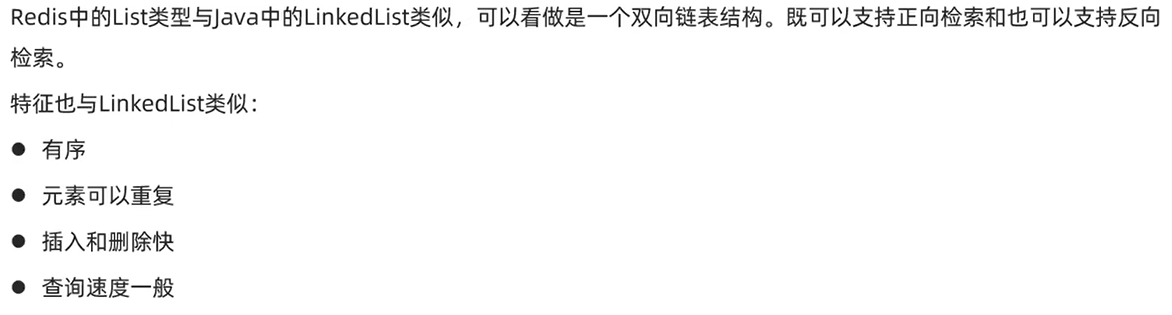 Redis中的List类型与Java中的LinkedList类似，可以看做是一个双向链表结构。既可以支持正向检索和也可以支持反向
检索。
特征也与LinkedList类似：
● 有序
● 元素可以重复
● 插入和删除快
● 查询速度一般